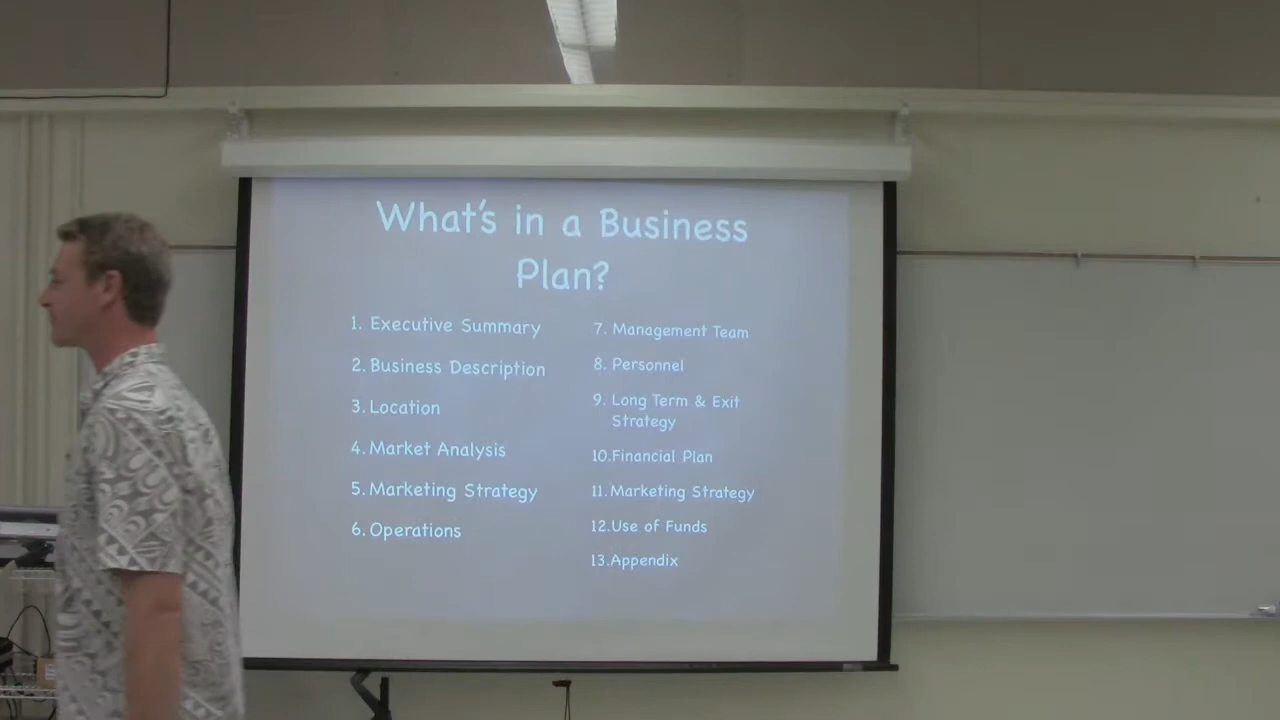 What's in a Business
Plan?
1. Executive Summary
2. Business Description
3. Location
4. Market Analysis
5. Marketing Strategy
6. Operations
7. Management Team
8. Personnel
9. Long Term & Exit
Strategy
10.Financial Plan
11. Marketing Strategy
12.Use of Funds
13.Appendix